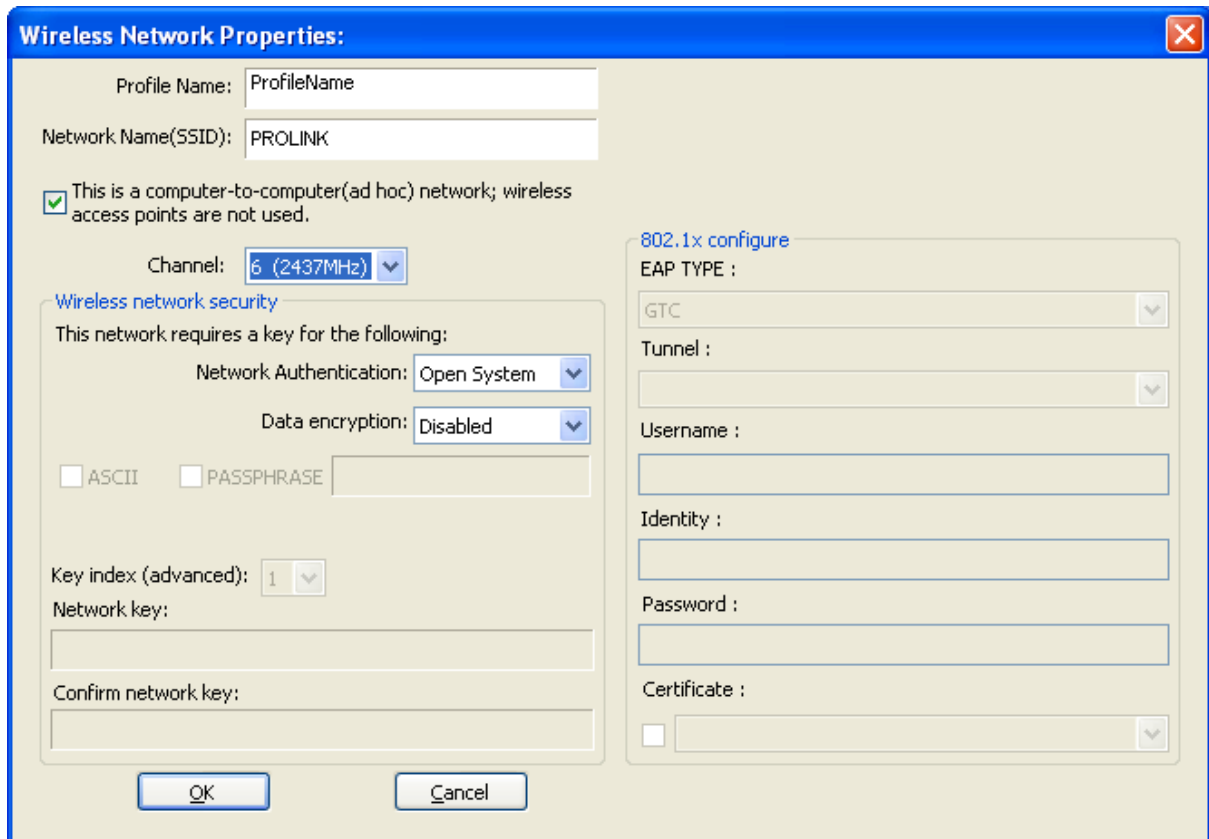 Wireless Network Properties:
Profile Name: ProfileName
Network Name(SSID): PROLINK
This is a computer-to-computer(ad hoc) network; wireless
access points are not used.
Channel: 6 (2437MHz)
Wireless network security
This network requires a key for the following:
Network Authentication: Open System
Data encryption: Disabled
ASCII PASSPHRASE
Key index (advanced): 1
Network key:
Confirm network key:
OK Cancel
802.1x configure
EAP TYPE :
GTC
Tunnel :
Username :
Identity :
Password :
Certificate :